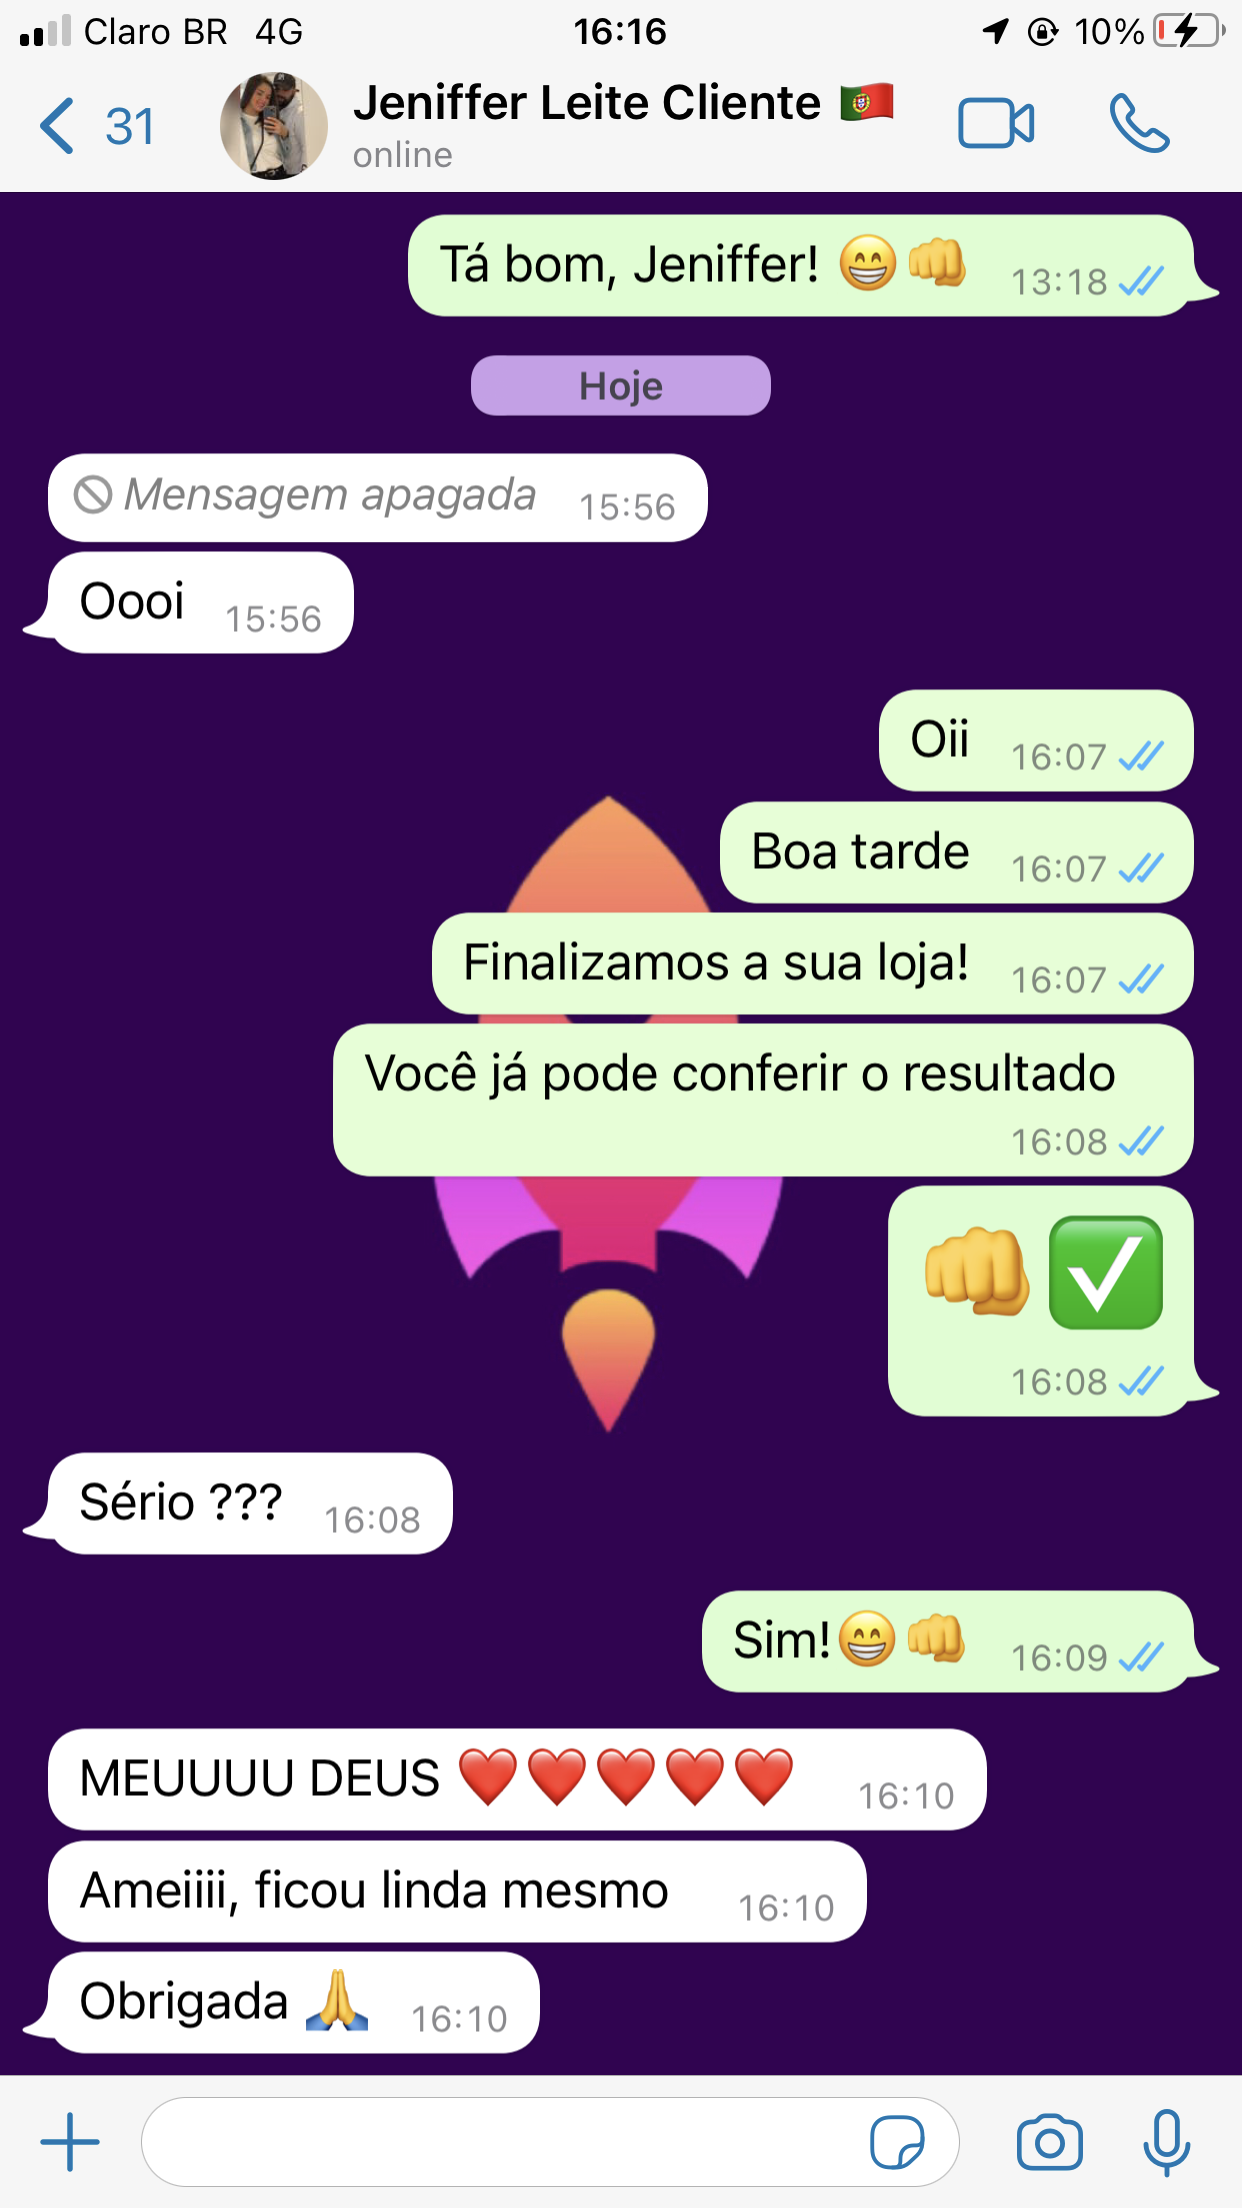 Claro BR 4G 16:16 10%
31 Jeniffer Leite Cliente 🇵🇹
online
Tá bom, Jeniffer! 😁👊 13:18
Hoje
Mensagem apagada 15:56
Oooi 15:56
Oii 16:07
Boa tarde 16:07
Finalizamos a sua loja! 16:07
Você já pode conferir o resultado
16:08
👊✅
16:08
Sério ??? 16:08
Sim!😁👊 16:09
MEUUUU DEUS ❤️❤️❤️❤️❤️ 16:10
Ameiiii, ficou linda mesmo 16:10
Obrigada 🙏 16:10